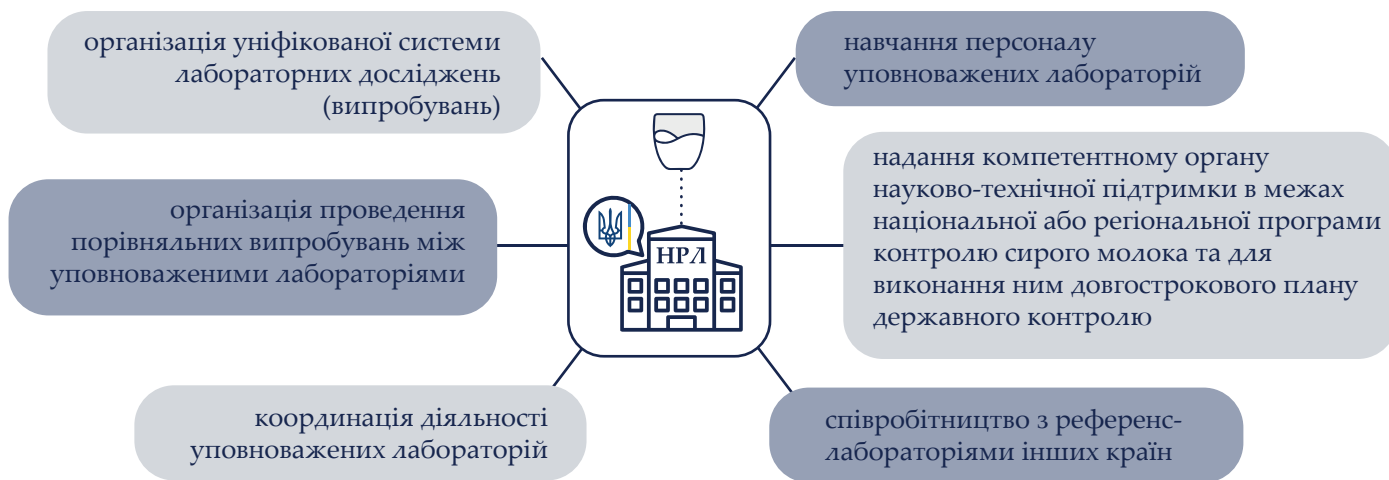 організація уніфікованої системи
лабораторних досліджень
(випробувань)
навчання персоналу
уповноважених лабораторій
організація проведення
порівняльних випробувань між
уповноваженими лабораторіями
НРЛ
надання компетентному органу
науково-технічної підтримки в межах
національної або регіональної програми
контролю сирого молока та для
виконання ним довгострокового плану
державного контролю
координація діяльності
уповноважених лабораторій
співробітництво з референс-
лабораторіями інших країн